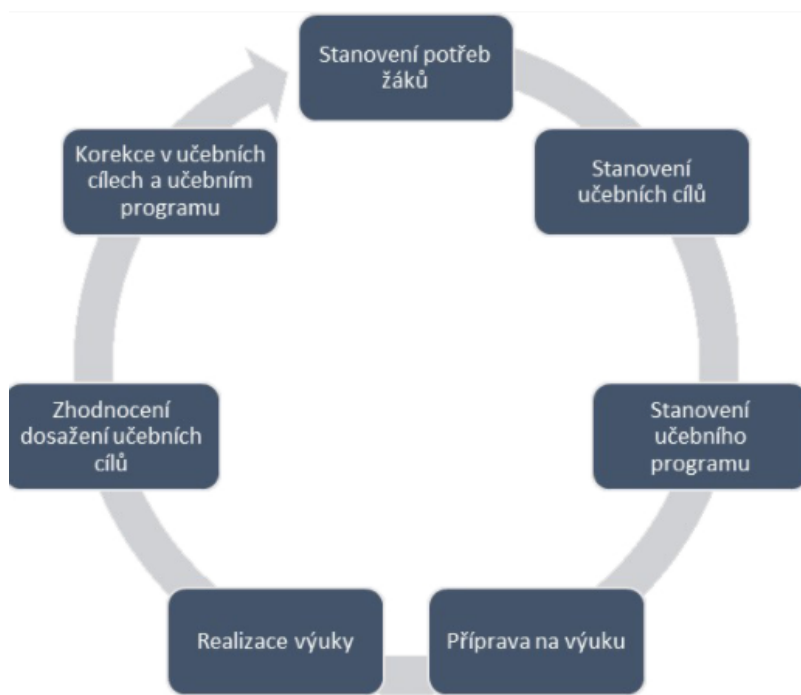 Stanovení potřeb
žáků
Stanovení
učebních cílů
Stanovení
učebního
programu
Příprava na výuku
Realizace výuky
Zhodnocení
dosažení učebních
cílů
Korekce v učebních
cílech a učebním
programu